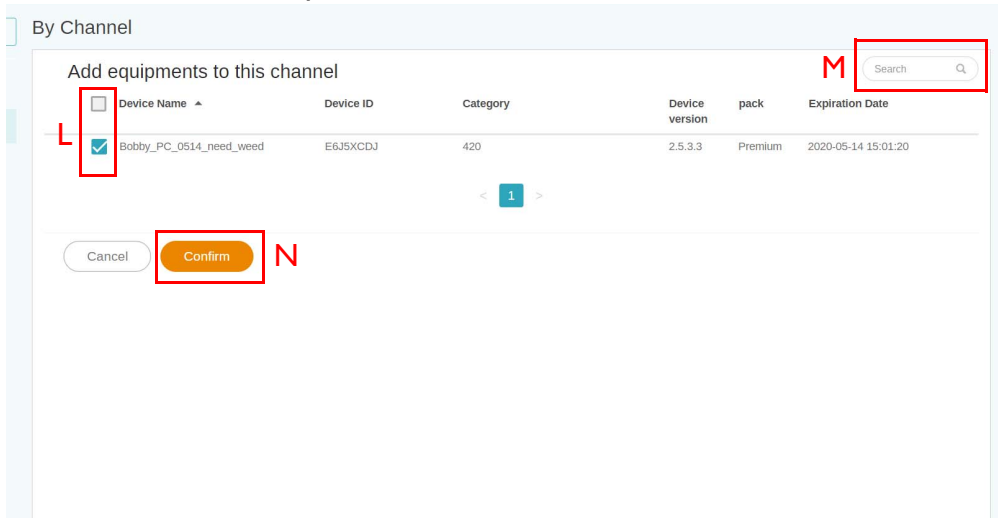 By Channel
Add equipments to this channel
M
Search
Device Name Device ID Category Device version pack Expiration Date
L
Bobby_PC_0514_need_weed E6J5XCDJ 420 2.5.3.3 Premium 2020-05-14 15:01:20
< 1 >
Cancel Confirm N